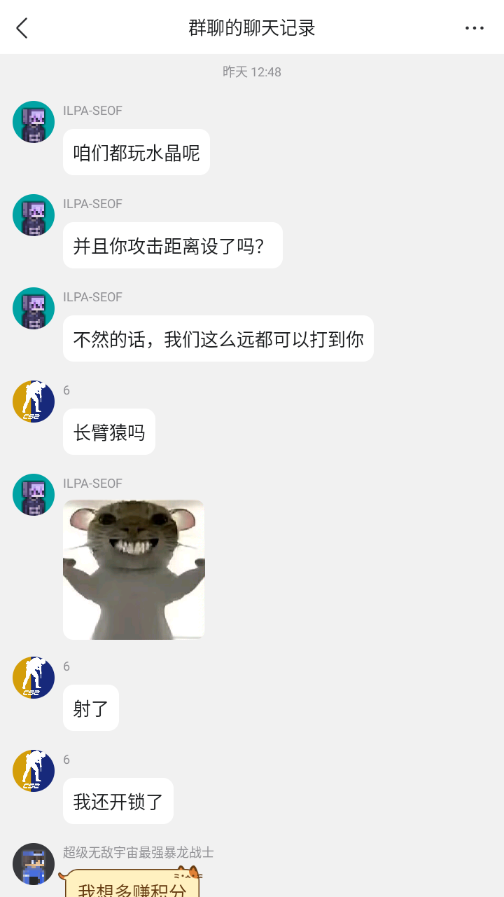 群聊的聊天记录
昨天 12:48
ILPA-SEOF
咱们都玩水晶呢
ILPA-SEOF
并且你攻击距离设了吗？
ILPA-SEOF
不然的话，我们这么远都可以打到你
6
长臂猿吗
ILPA-SEOF
6
射了
6
我还开锁了
超级无敌宇宙最强暴龙战士
我想多赚积分